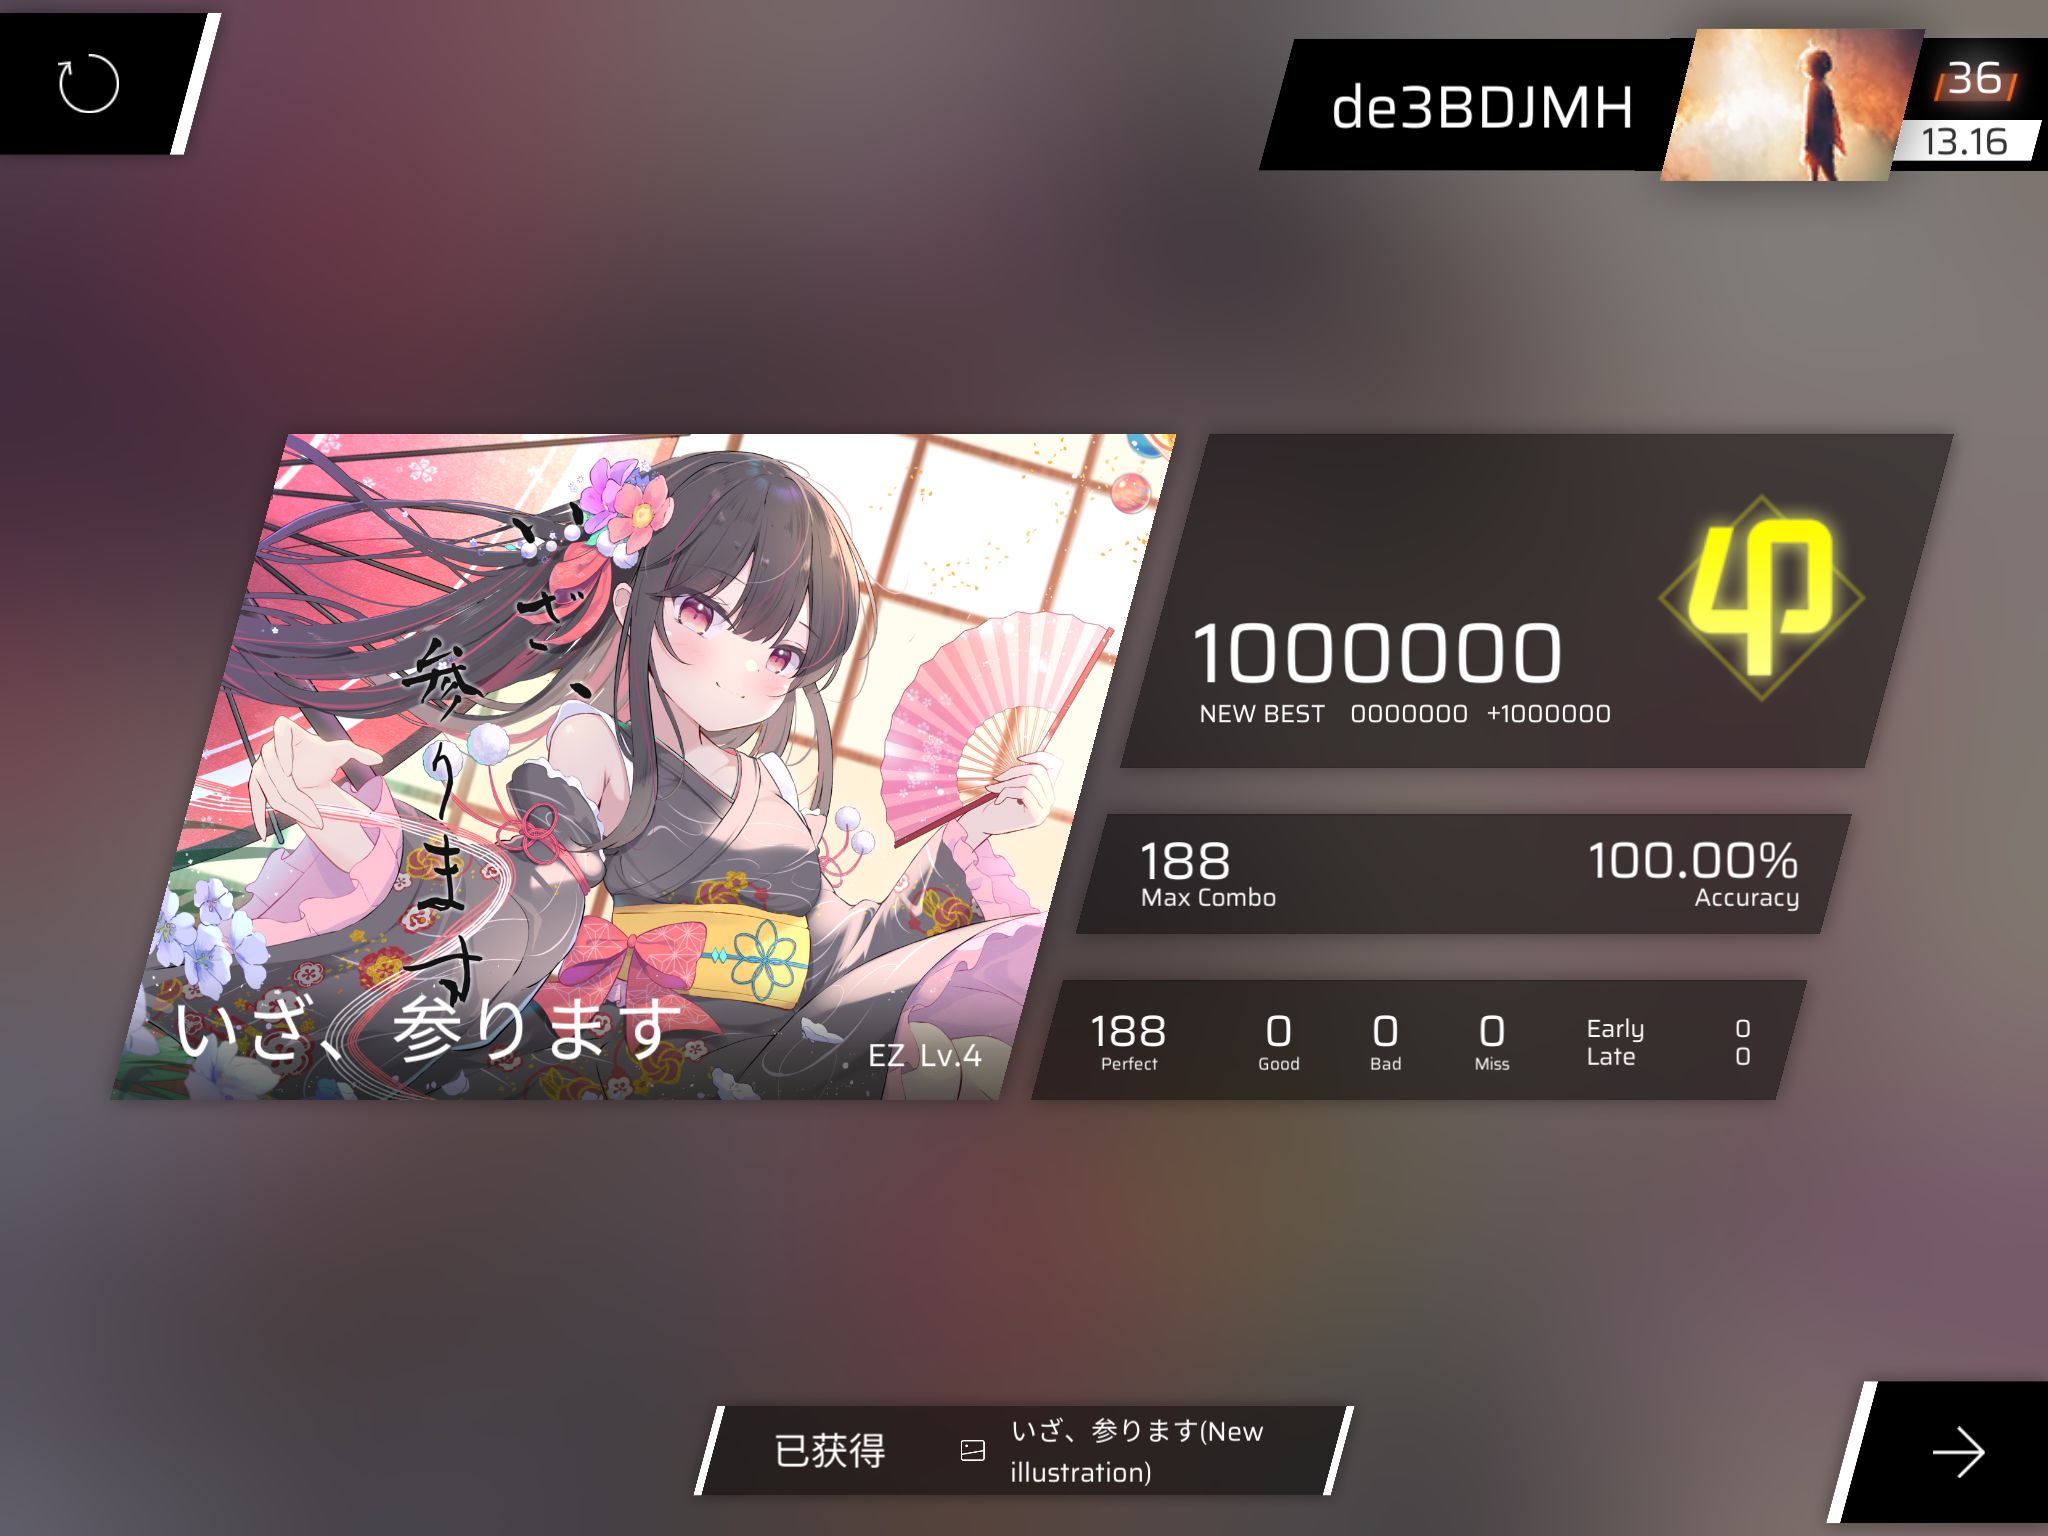 de3BDJMH
36
13.16
いざ、
参ります
いざ、参ります
EZ Lv.4
1000000
φ
NEW BEST 0000000 +1000000
188
Max Combo
100.00%
Accuracy
188 0 0 0
Perfect Good Bad Miss
Early 0
Late 0
已获得
いざ、参ります(New
illustration)